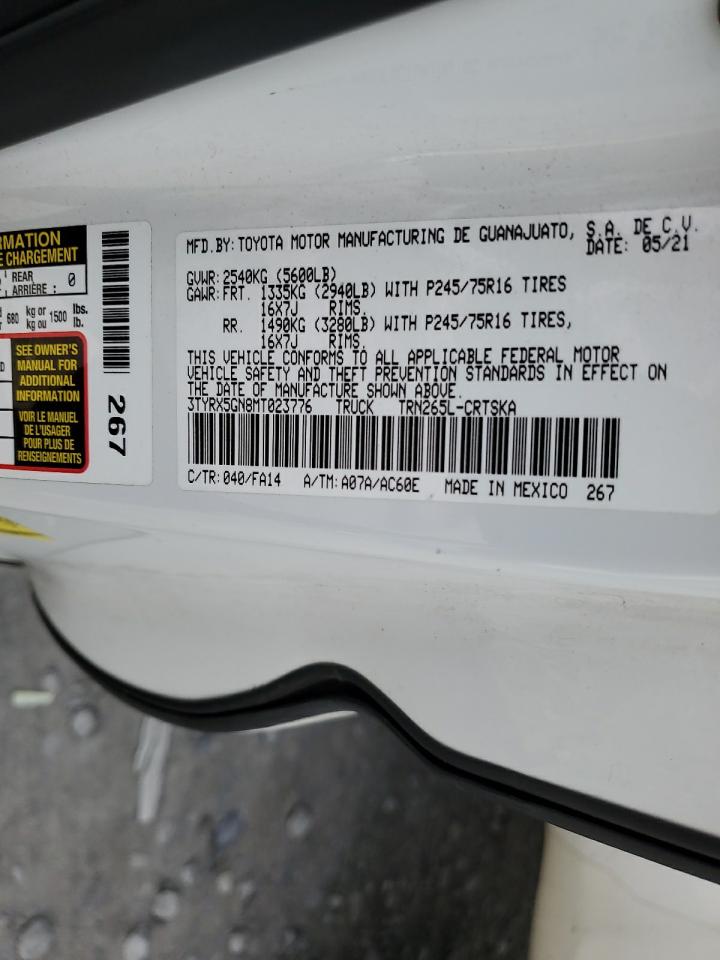 RMATION
E CHARGEMENT
REAR
ARRIÈRE : 0
680 kg or 1500 lbs.
kg ou lb.
SEE OWNER'S
MANUAL FOR
ADDITIONAL
INFORMATION
VOIR LE MANUEL
DE L'USAGER
POUR PLUS DE
RENSEIGNEMENTS
267
MFD. BY: TOYOTA MOTOR MANUFACTURING DE GUANAJUATO, S.A. DE C.V.
DATE: 05/21
GVWR: 2540KG (5600LB)
GAWR: FRT. 1335KG (2940LB) WITH P245/75R16 TIRES
16X7J RIMS.
RR. 1490KG (3280LB) WITH P245/75R16 TIRES,
16X7J RIMS.
THIS VEHICLE CONFORMS TO ALL APPLICABLE FEDERAL MOTOR
VEHICLE SAFETY AND THEFT PREVENTION STANDARDS IN EFFECT ON
THE DATE OF MANUFACTURE SHOWN ABOVE.
3TYRX5GN8MT023776 TRUCK TRN265L-CRTSKA
C/TR: 040/FA14 A/TM: A07A/AC60E MADE IN MEXICO 267